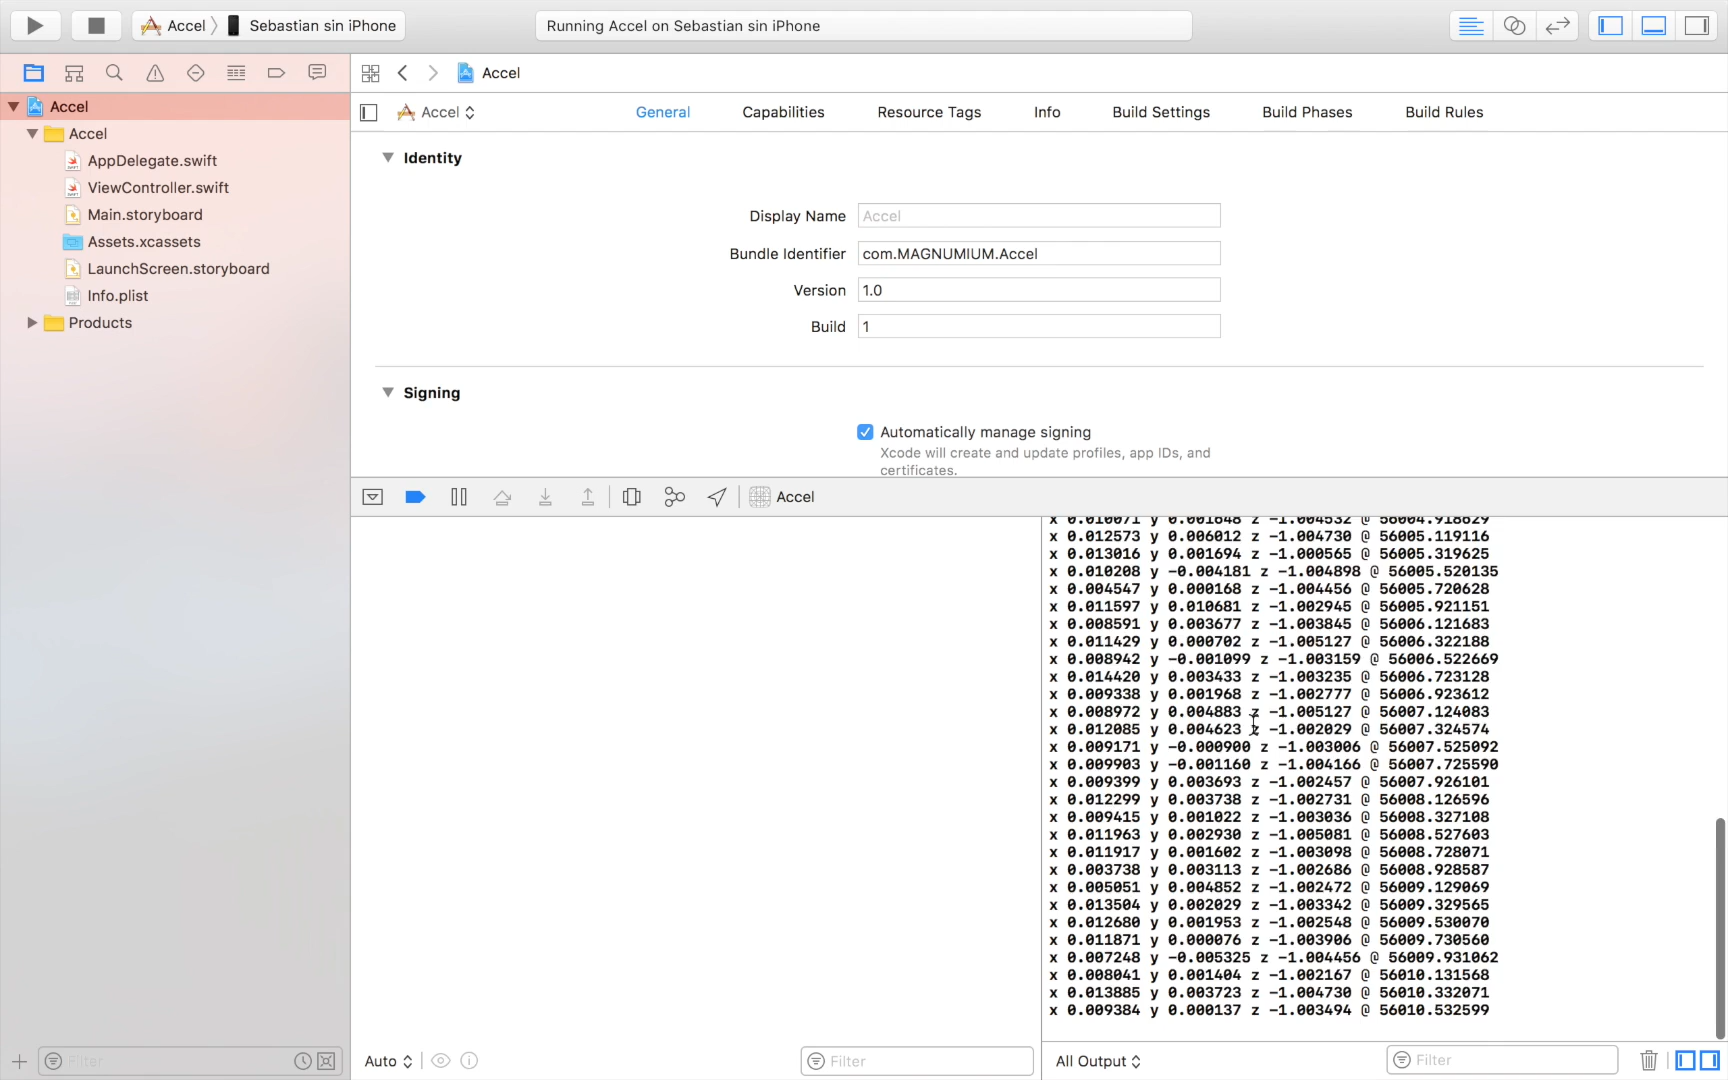 Accel Sebastian sin iPhone
Running Accel on Sebastian sin iPhone
Accel
Accel
General Capabilities Resource Tags Info Build Settings Build Phases Build Rules
Accel
Accel
AppDelegate.swift
ViewController.swift
Main.storyboard
Assets.xcassets
LaunchScreen.storyboard
Info.plist
Products
Identity
Display Name Accel
Bundle Identifier com.MAGNUMIUM.Accel
Version 1.0
Build 1
Signing
Automatically manage signing
Xcode will create and update profiles, app IDs, and
certificates.
Accel
x 0.010071 y 0.001648 z -1.004532 @ 56004.918629
x 0.012573 y 0.006012 z -1.004730 @ 56005.119116
x 0.013016 y 0.001694 z -1.000565 @ 56005.319625
x 0.010208 y -0.004181 z -1.004898 @ 56005.520135
x 0.004547 y 0.000168 z -1.004456 @ 56005.720628
x 0.011597 y 0.010681 z -1.002945 @ 56005.921151
x 0.008591 y 0.003677 z -1.003845 @ 56006.121683
x 0.011429 y 0.000702 z -1.005127 @ 56006.322188
x 0.008942 y -0.001099 z -1.003159 @ 56006.522669
x 0.014420 y 0.003433 z -1.003235 @ 56006.723128
x 0.009338 y 0.001968 z -1.002777 @ 56006.923612
x 0.008972 y 0.004883 z -1.005127 @ 56007.124083
x 0.012085 y 0.004623 z -1.002029 @ 56007.324574
x 0.009171 y -0.000900 z -1.003006 @ 56007.525092
x 0.009903 y -0.001160 z -1.004166 @ 56007.725590
x 0.009399 y 0.003693 z -1.002457 @ 56007.926101
x 0.012299 y 0.003738 z -1.002731 @ 56008.126596
x 0.009415 y 0.001022 z -1.003036 @ 56008.327108
x 0.011963 y 0.002930 z -1.005081 @ 56008.527603
x 0.011917 y 0.001602 z -1.003098 @ 56008.728071
x 0.003738 y 0.003113 z -1.002686 @ 56008.928587
x 0.005051 y 0.004852 z -1.002472 @ 56009.129069
x 0.013504 y 0.002029 z -1.003342 @ 56009.329565
x 0.012680 y 0.001953 z -1.002548 @ 56009.530070
x 0.011871 y 0.000076 z -1.003906 @ 56009.730560
x 0.007248 y -0.005325 z -1.004456 @ 56009.931062
x 0.008041 y 0.001404 z -1.002167 @ 56010.131568
x 0.013885 y 0.003723 z -1.004730 @ 56010.332071
x 0.009384 y 0.000137 z -1.003494 @ 56010.532599
Filter
Auto
Filter
All Output
Filter